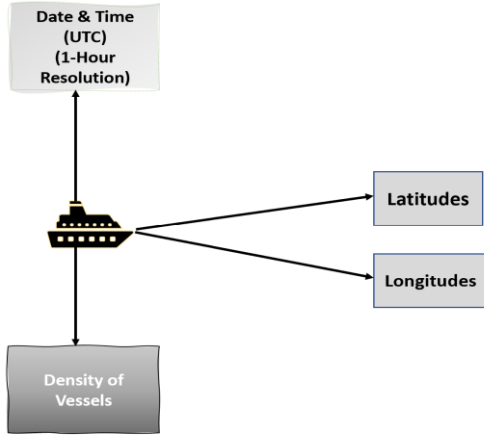 Date & Time
(UTC)
(1-Hour
Resolution)
Latitudes
Longitudes
Density of
Vessels